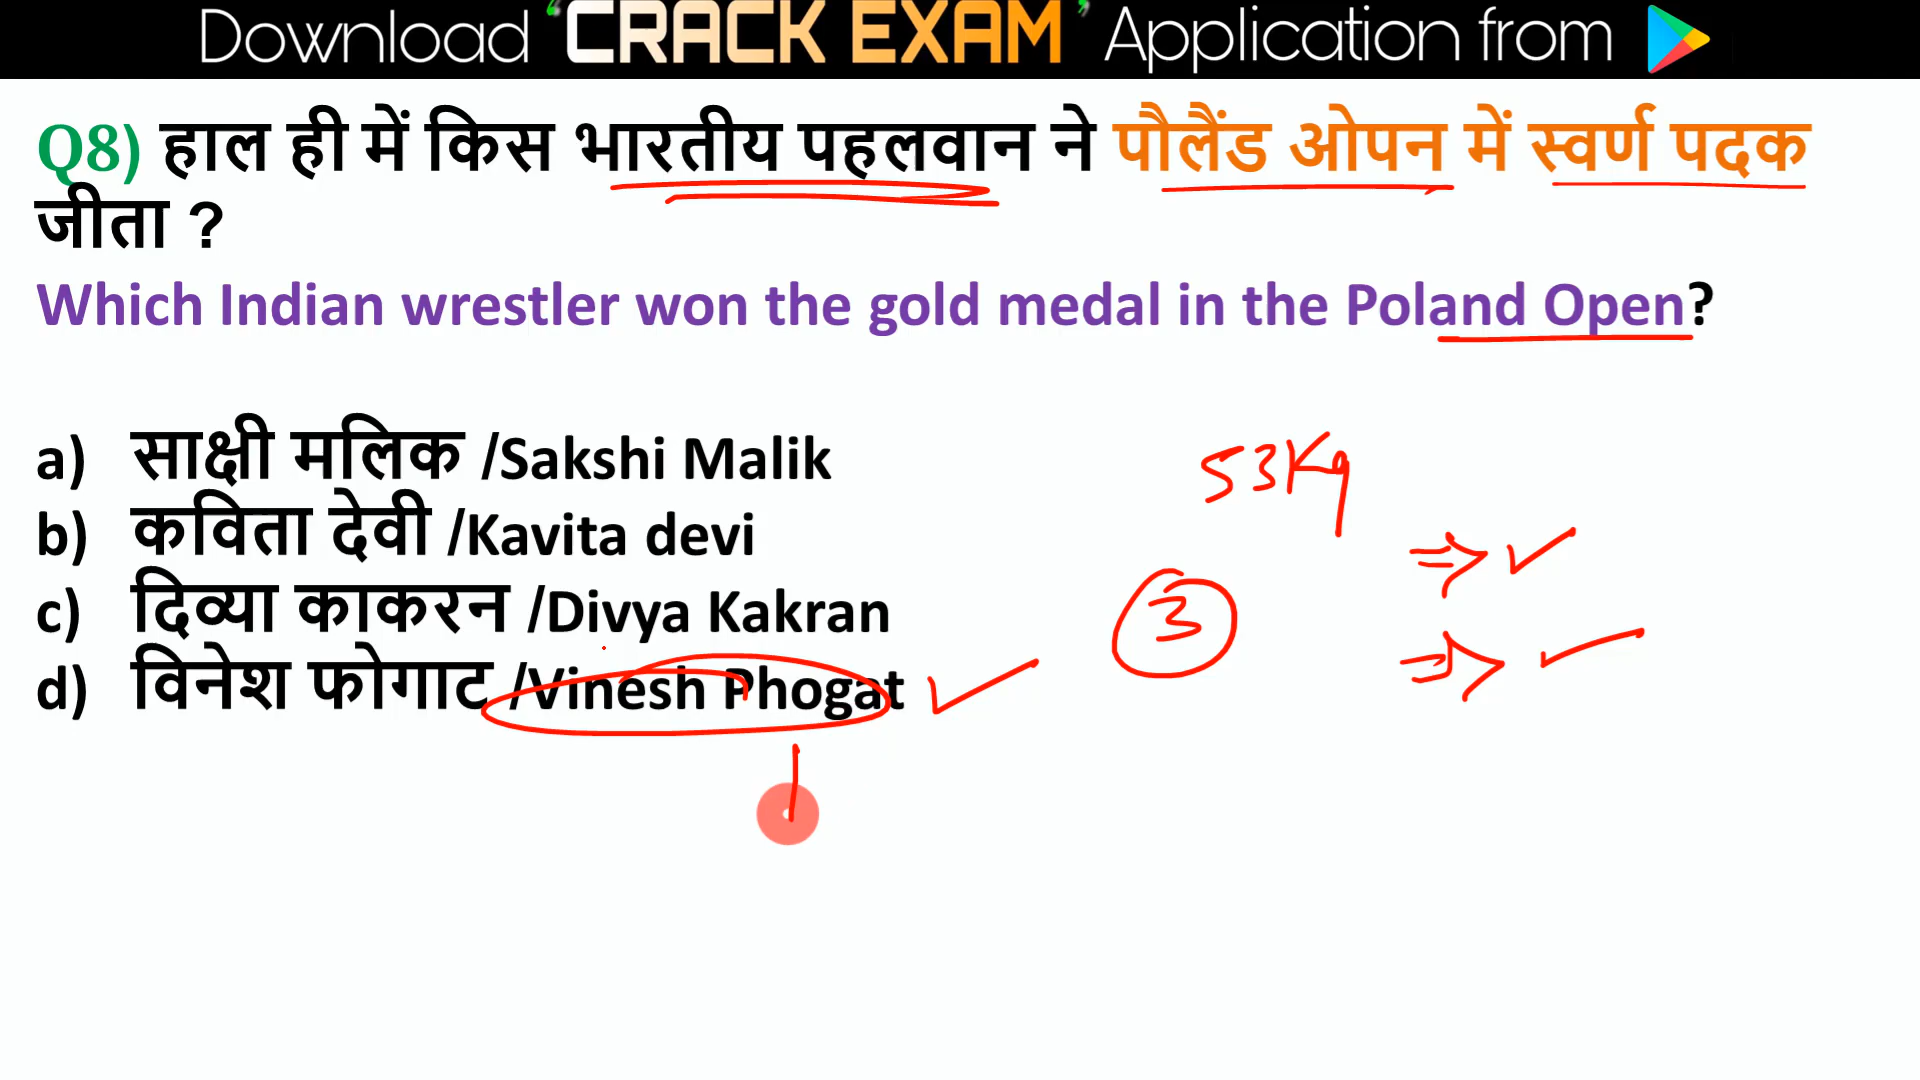 Download 'CRACK EXAM' Application from
Q8) हाल ही में किस भारतीय पहलवान ने पौलैंड ओपन में स्वर्ण पदक
जीता ?
Which Indian wrestler won the gold medal in the Poland Open?
a) साक्षी मलिक /Sakshi Malik
53Kg
b) कविता देवी /Kavita devi
c) दिव्या काकरन /Divya Kakran
3
d) विनेश फोगाट /Vinesh Phogat